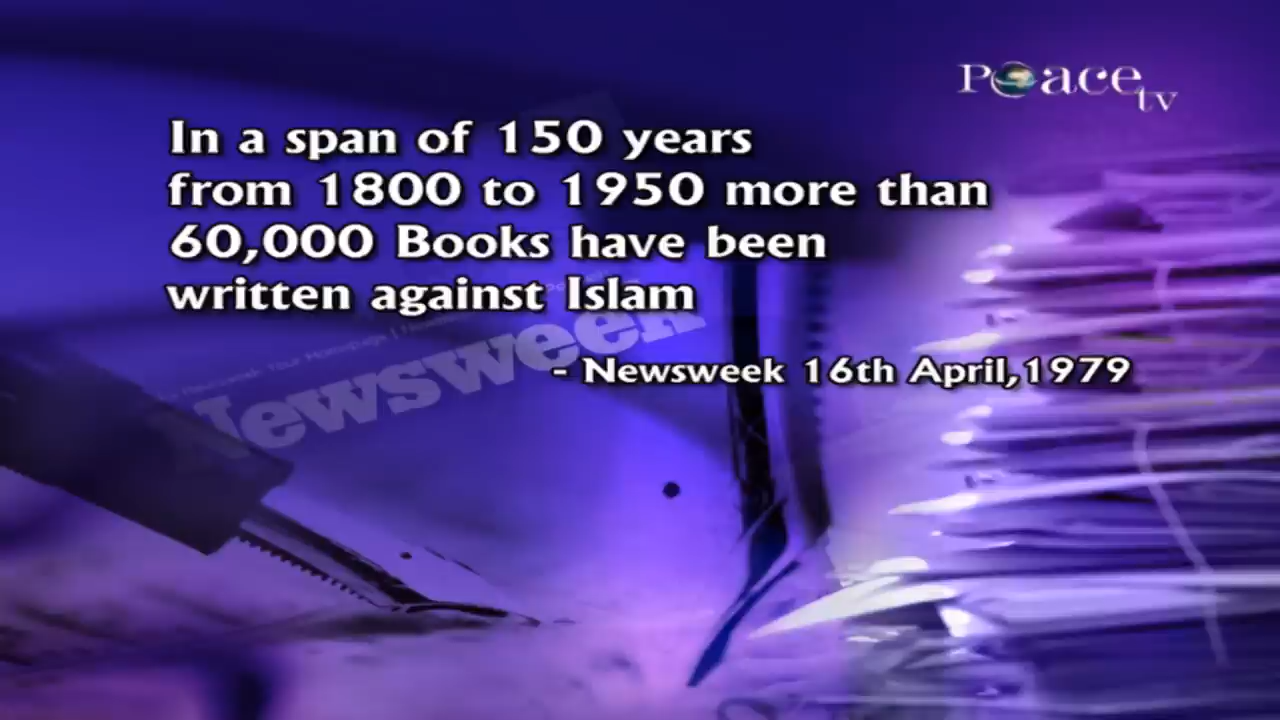 Peace tv
In a span of 150 years
from 1800 to 1950 more than
60,000 Books have been
written against Islam
Newsweek
- Newsweek 16th April,1979